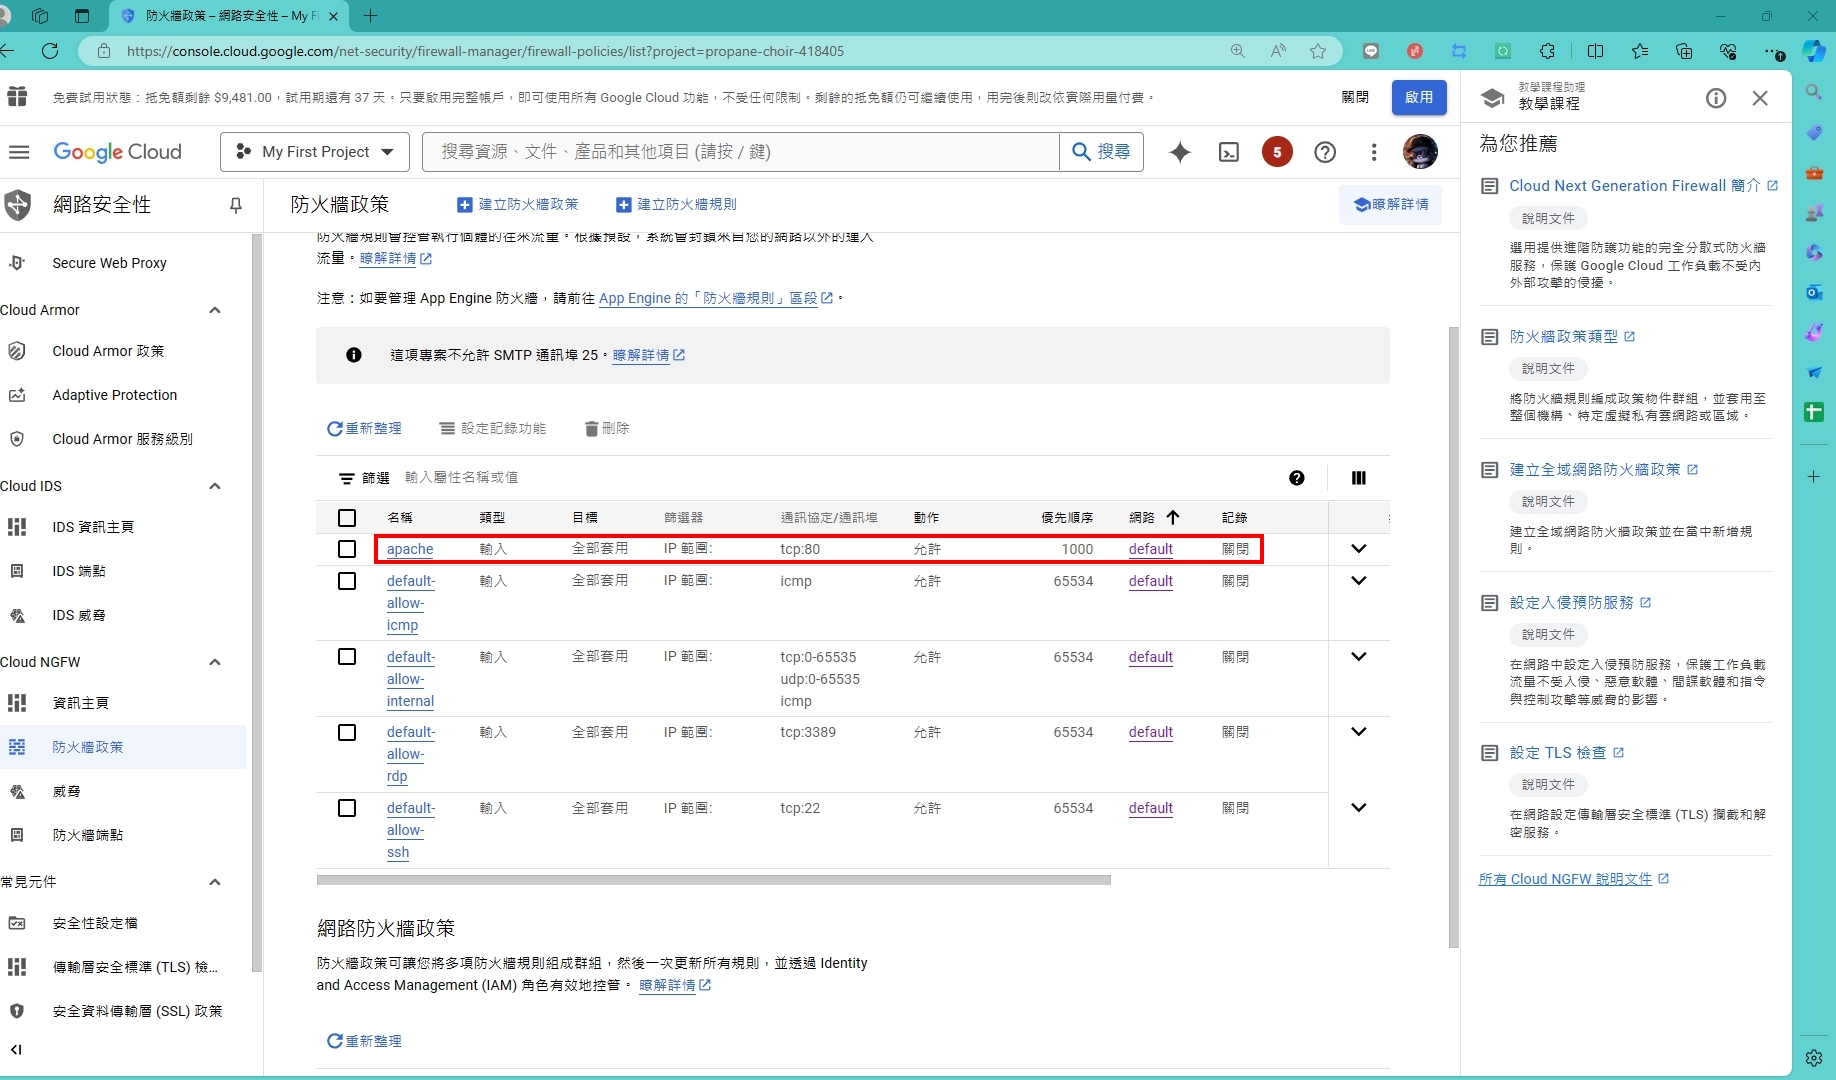 防火牆政策 – 網路安全性 – My Fi
https://console.cloud.google.com/net-security/firewall-manager/firewall-policies/list?project=propane-choir-418405
免費試用狀態：抵免額剩餘 $9,481.00，試用期還有 37 天。只要啟用完整帳戶，即可使用所有 Google Cloud 功能，不受任何限制。剩餘的抵免額仍可繼續使用，用完後則改依實際用量付費。
關閉
啟用
Google Cloud
My First Project
搜尋資源、文件、產品和其他項目 (請按 / 鍵)
搜尋
5
網路安全性
Secure Web Proxy
Cloud Armor
Cloud Armor 政策
Adaptive Protection
Cloud Armor 服務級別
Cloud IDS
IDS 資訊主頁
IDS 端點
IDS 威脅
Cloud NGFW
資訊主頁
防火牆政策
威脅
防火牆端點
常見元件
安全性設定檔
傳輸層安全標準 (TLS) 檢...
安全資料傳輸層 (SSL) 政策
防火牆政策
建立防火牆政策
建立防火牆規則
瞭解詳情
防火牆規則會控管執行個體的往來流量。根據預設，系統會封鎖來自您的網路以外的連入
流量。瞭解詳情
注意：如要管理 App Engine 防火牆，請前往 App Engine 的「防火牆規則」區段。
這項專案不允許 SMTP 通訊埠 25。瞭解詳情
重新整理 設定記錄功能 刪除
篩選 輸入屬性名稱或值
名稱 類型 目標 篩選器 通訊協定/通訊埠 動作 優先順序 網路 記錄
apache 輸入 全部套用 IP 範圍: tcp:80 允許 1000 default 關閉
default- 輸入 全部套用 IP 範圍: icmp 允許 65534 default 關閉
allow-
icmp
default- 輸入 全部套用 IP 範圍: tcp:0-65535 允許 65534 default 關閉
allow- udp:0-65535
internal icmp
default- 輸入 全部套用 IP 範圍: tcp:3389 允許 65534 default 關閉
allow-
rdp
default- 輸入 全部套用 IP 範圍: tcp:22 允許 65534 default 關閉
allow-
ssh
網路防火牆政策
防火牆政策可讓您將多項防火牆規則組成群組，然後一次更新所有規則，並透過 Identity
and Access Management (IAM) 角色有效地控管。瞭解詳情
重新整理
教學課程助理
教學課程
為您推薦
Cloud Next Generation Firewall 簡介
說明文件
選用提供進階防護功能的完全分散式防火牆
服務，保護 Google Cloud 工作負載不受內
外部攻擊的侵擾。
防火牆政策類型
說明文件
將防火牆規則編成政策物件群組，並套用至
整個機構、特定虛擬私有雲網路或區域。
建立全域網路防火牆政策
說明文件
建立全域網路防火牆政策並在當中新增規
則。
設定入侵預防服務
說明文件
在網路中設定入侵預防服務，保護工作負載
流量不受入侵、惡意軟體、間諜軟體和指令
與控制攻擊等威脅的影響。
設定 TLS 檢查
說明文件
在網路設定傳輸層安全標準 (TLS) 攔截和解
密服務。
所有 Cloud NGFW 說明文件